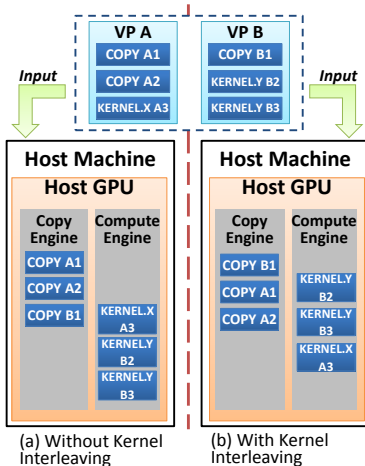 VP A
COPY A1
COPY A2
KERNEL.X A3
VP B
COPY B1
KERNEL.Y B2
KERNEL.Y B3
Input
Input
Host Machine
Host GPU
Copy
Engine
COPY A1
COPY A2
COPY B1
Compute
Engine
KERNEL.X
A3
KERNEL.Y
B2
KERNEL.Y
B3
(a) Without Kernel
Interleaving
Host Machine
Host GPU
Copy
Engine
COPY B1
COPY A1
COPY A2
Compute
Engine
KERNEL.Y
B2
KERNEL.Y
B3
KERNEL.X
A3
(b) With Kernel
Interleaving